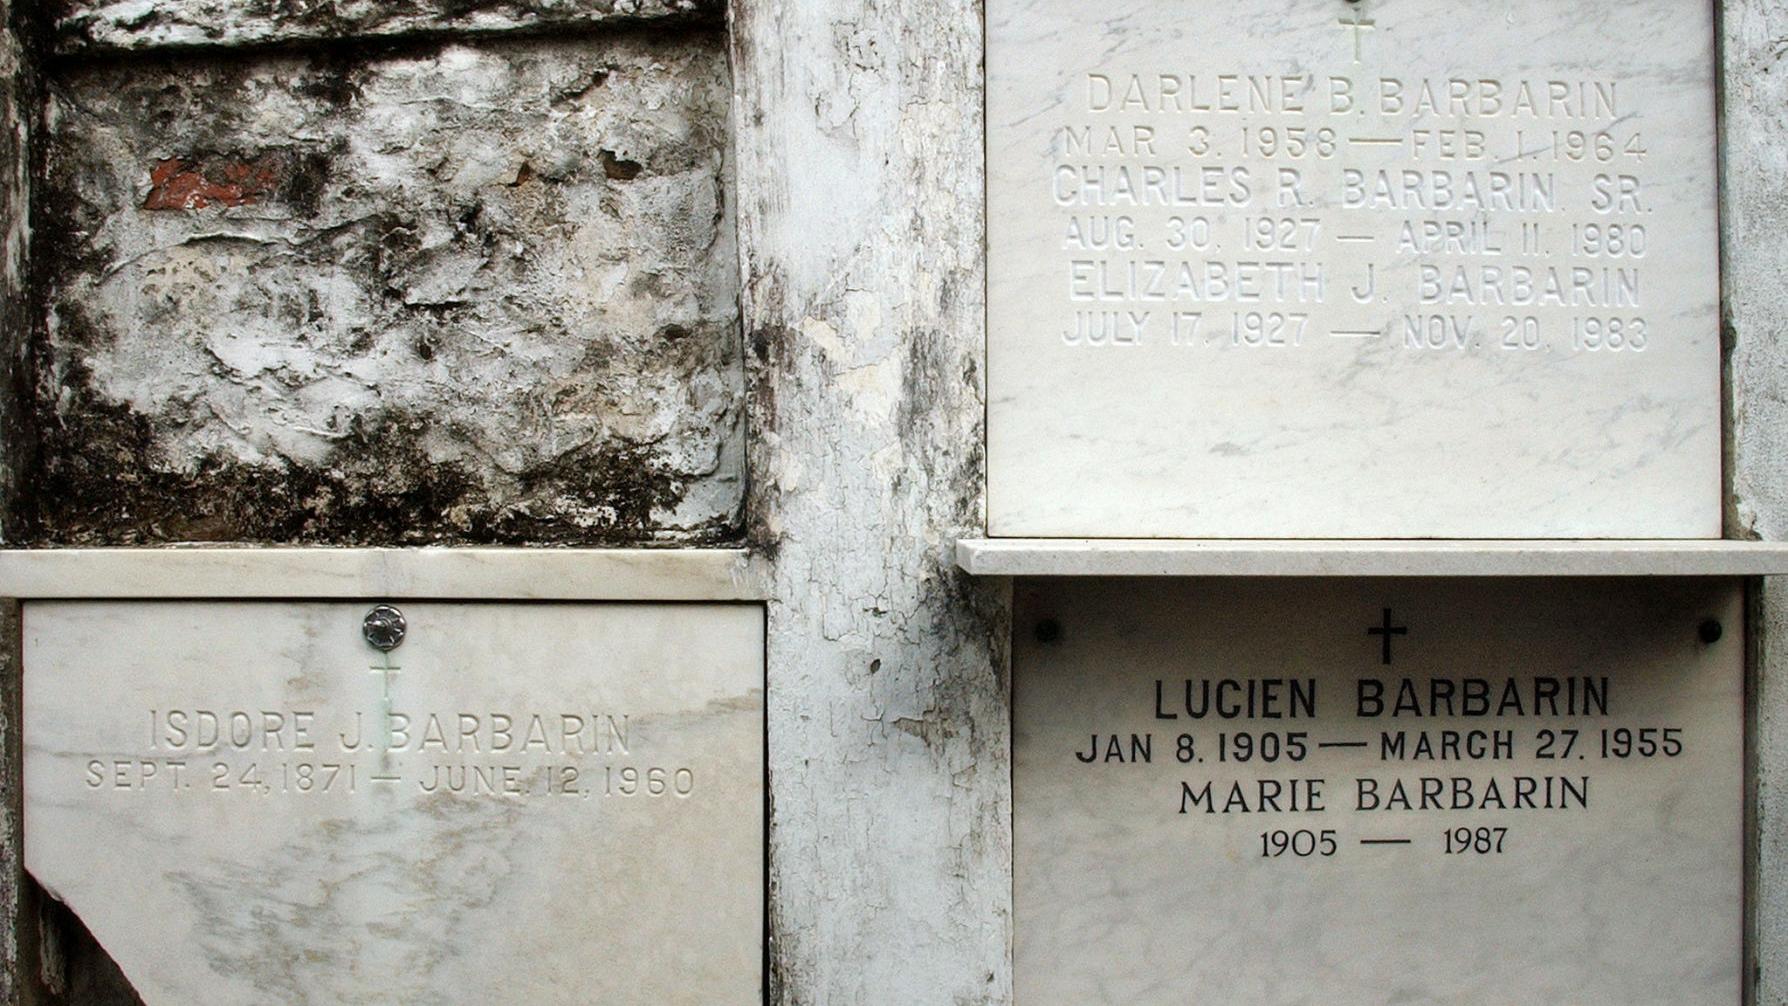 DARLENE B. BARBARIN
MAR 3. 1958 — FEB. 1. 1964
CHARLES R. BARBARIN SR.
AUG. 30, 1927 — APRIL 11. 1980
ELIZABETH J. BARBARIN
JULY 17. 1927 — NOV. 20, 1983
ISDORE J. BARBARIN
SEPT. 24, 1871 — JUNE. 12, 1960
LUCIEN BARBARIN
JAN 8. 1905 — MARCH 27. 1955
MARIE BARBARIN
1905 — 1987